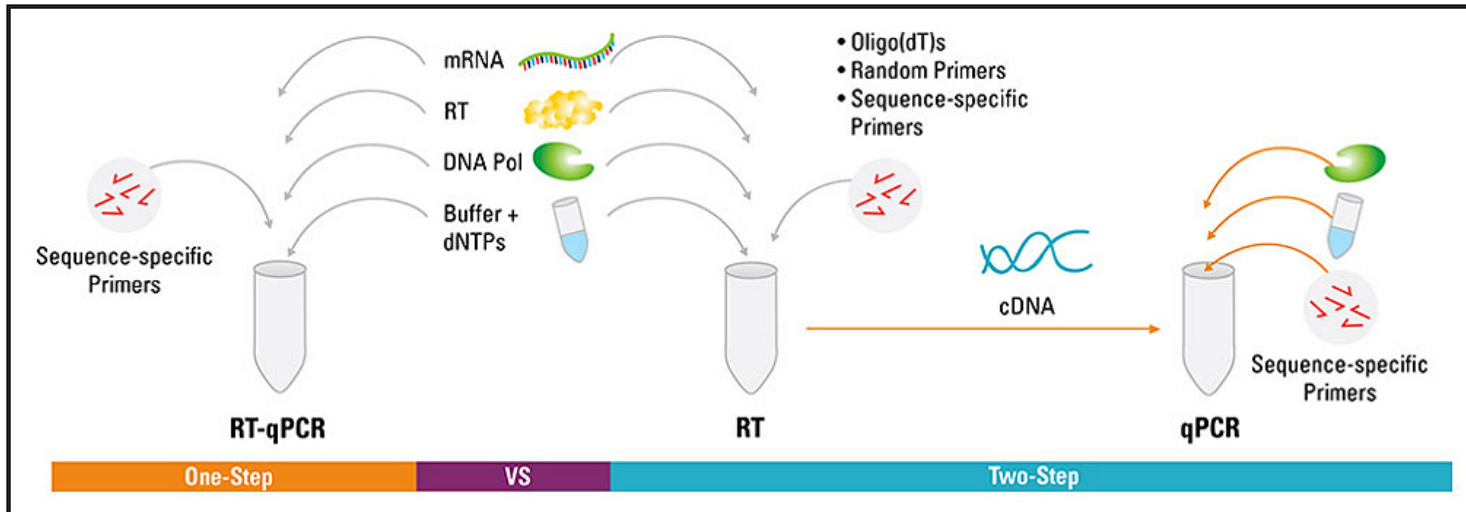 mRNA
RT
DNA Pol
Buffer +
dNTPs
Sequence-specific
Primers
• Oligo(dT)s
• Random Primers
• Sequence-specific
Primers
cDNA
Sequence-specific
Primers
RT-qPCR
RT
qPCR
One-Step
VS
Two-Step